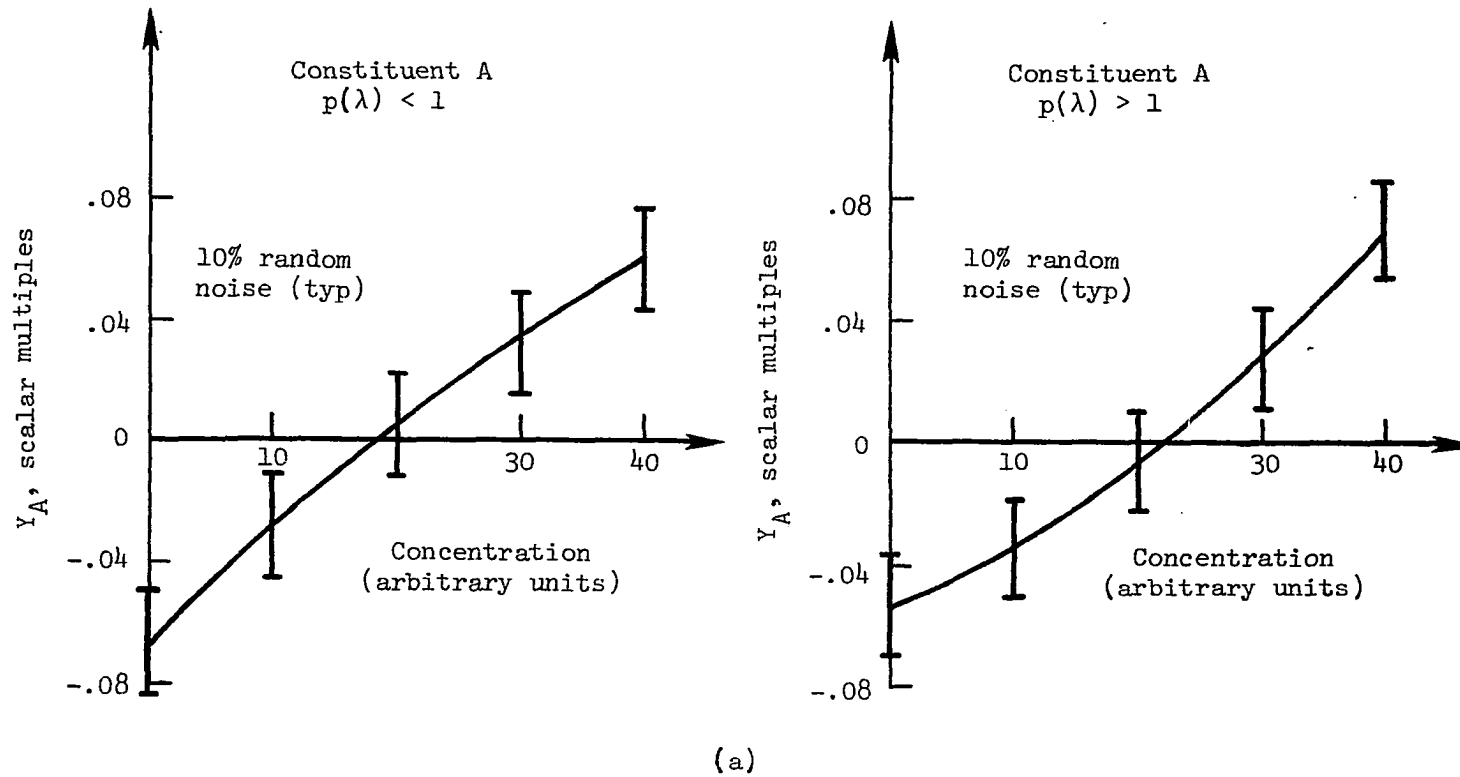 Constituent A
p(λ) < 1
.08
10% random
noise (typ)
.04
0
10
30
40
-.04
Concentration
(arbitrary units)
-.08
Y_A, scalar multiples
Constituent A
p(λ) > 1
.08
10% random
noise (typ)
.04
0
10
30
40
-.04
Concentration
(arbitrary units)
-.08
Y_A, scalar multiples
(a)